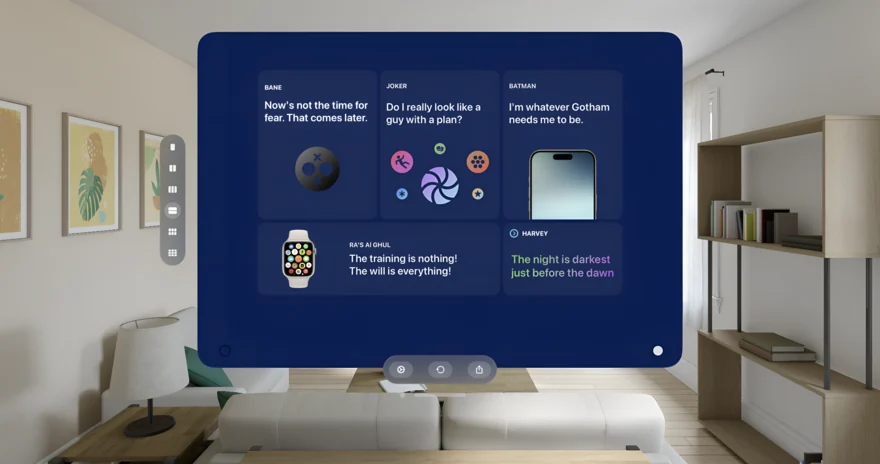 BANE
Now's not the time for
fear. That comes later.
JOKER
Do I really look like a
guy with a plan?
BATMAN
I'm whatever Gotham
needs me to be.
RA'S Al GHUL
The training is nothing!
The will is everything!
HARVEY
The night is darkest
just before the dawn